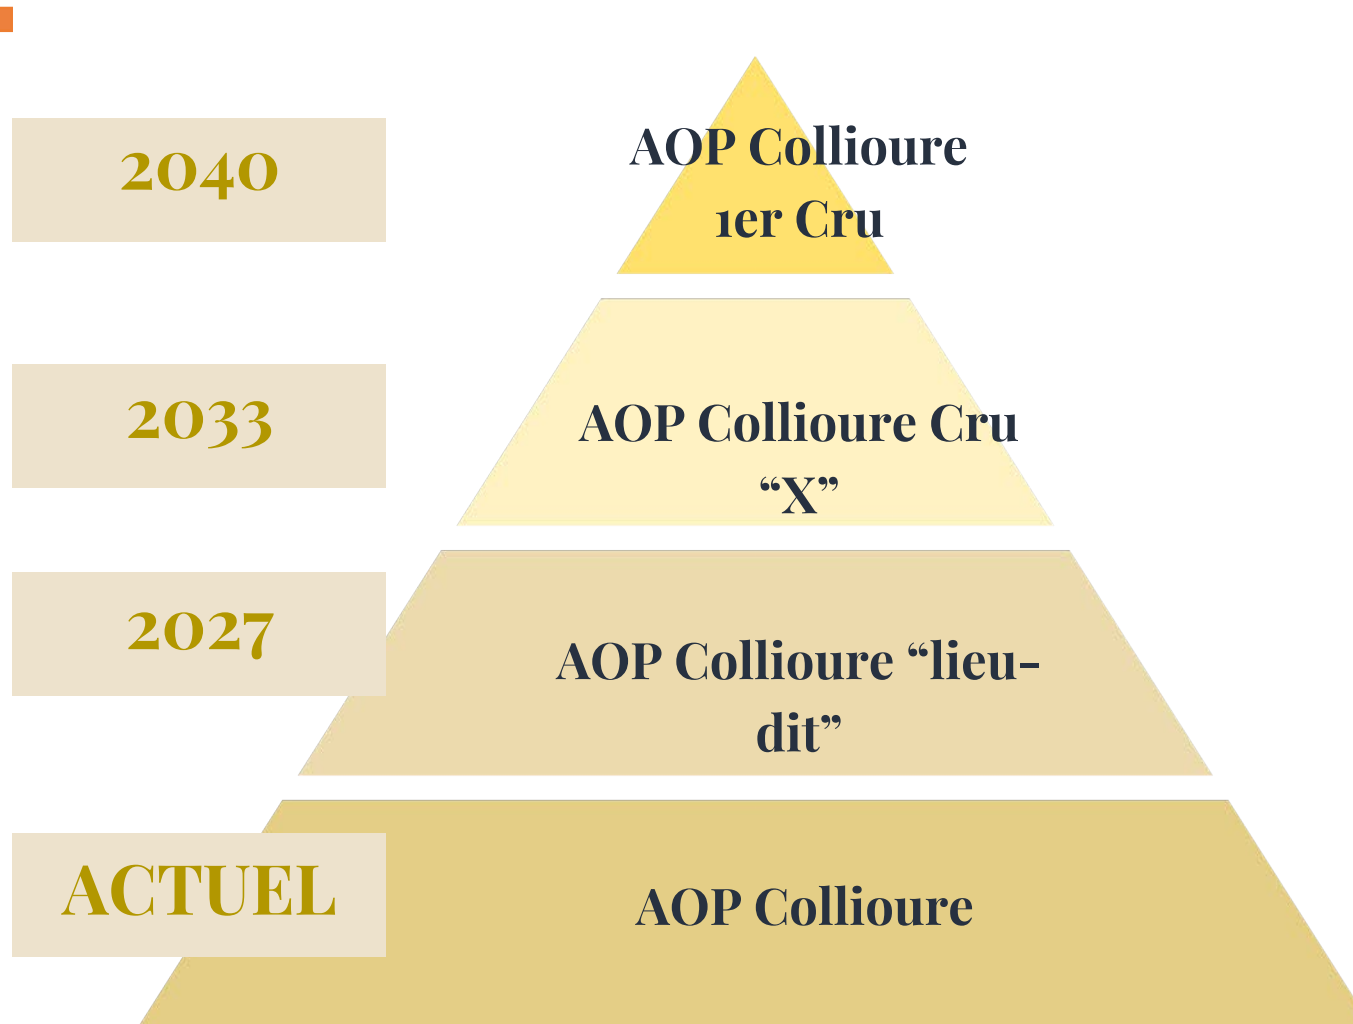 2040
AOP Collioure
1er Cru
2033
AOP Collioure Cru
“X”
2027
AOP Collioure “lieu-
dit”
ACTUEL
AOP Collioure